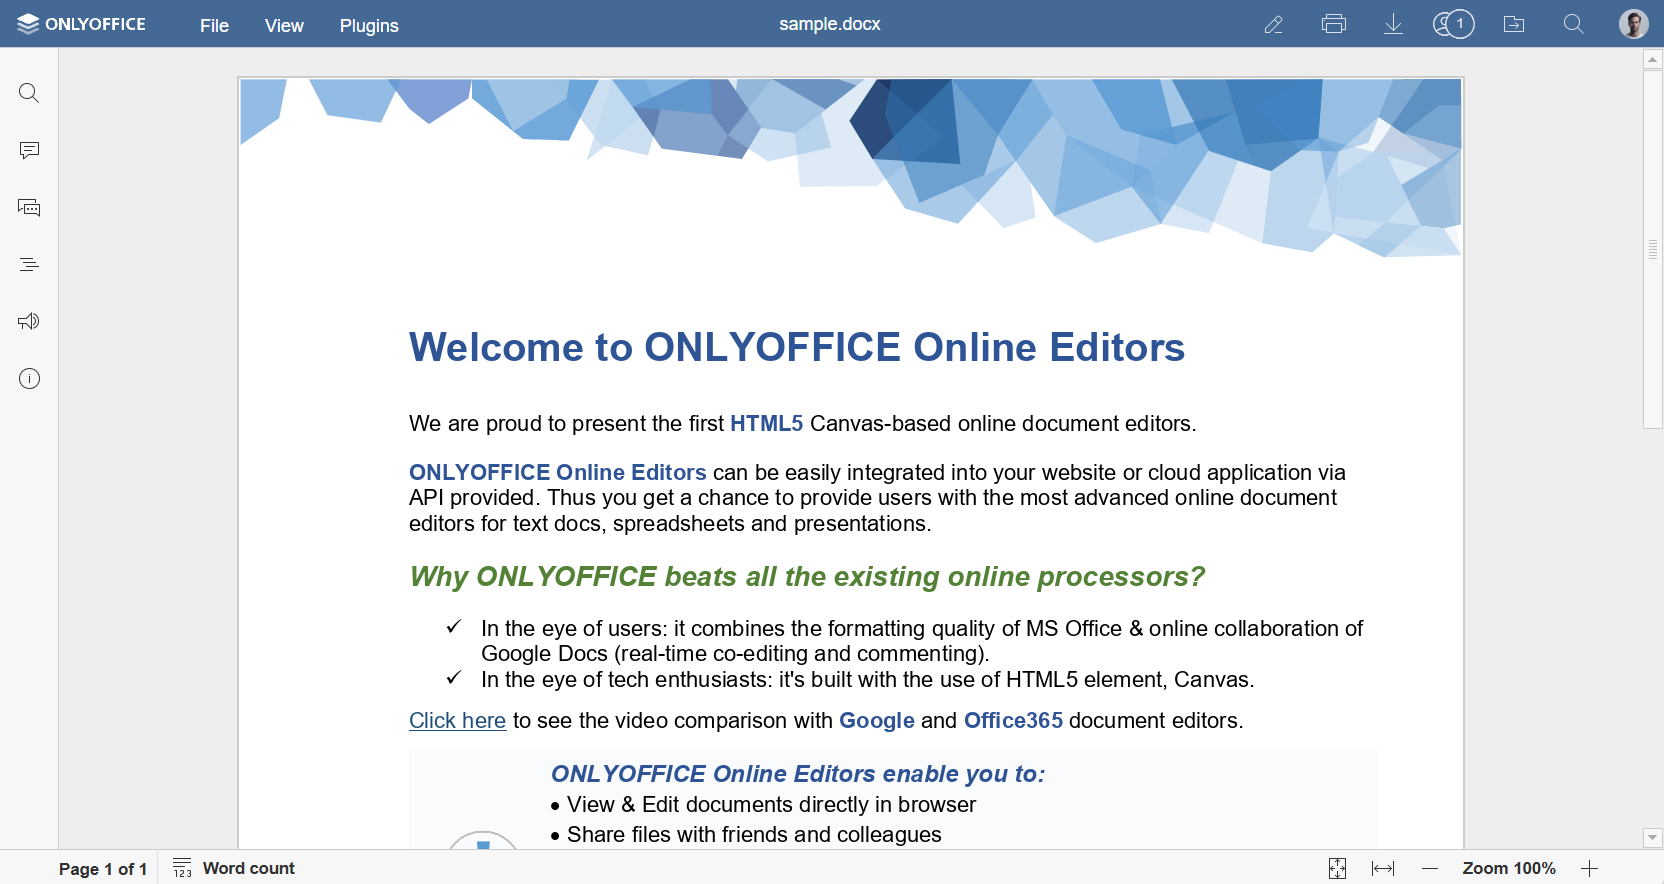 ONLYOFFICE File View Plugins sample.docx 1
Welcome to ONLYOFFICE Online Editors
We are proud to present the first HTML5 Canvas-based online document editors.
ONLYOFFICE Online Editors can be easily integrated into your website or cloud application via
API provided. Thus you get a chance to provide users with the most advanced online document
editors for text docs, spreadsheets and presentations.
Why ONLYOFFICE beats all the existing online processors?
✓ In the eye of users: it combines the formatting quality of MS Office & online collaboration of
Google Docs (real-time co-editing and commenting).
✓ In the eye of tech enthusiasts: it's built with the use of HTML5 element, Canvas.
Click here to see the video comparison with Google and Office365 document editors.
ONLYOFFICE Online Editors enable you to:
• View & Edit documents directly in browser
• Share files with friends and colleagues
Page 1 of 1 123 Word count Zoom 100%